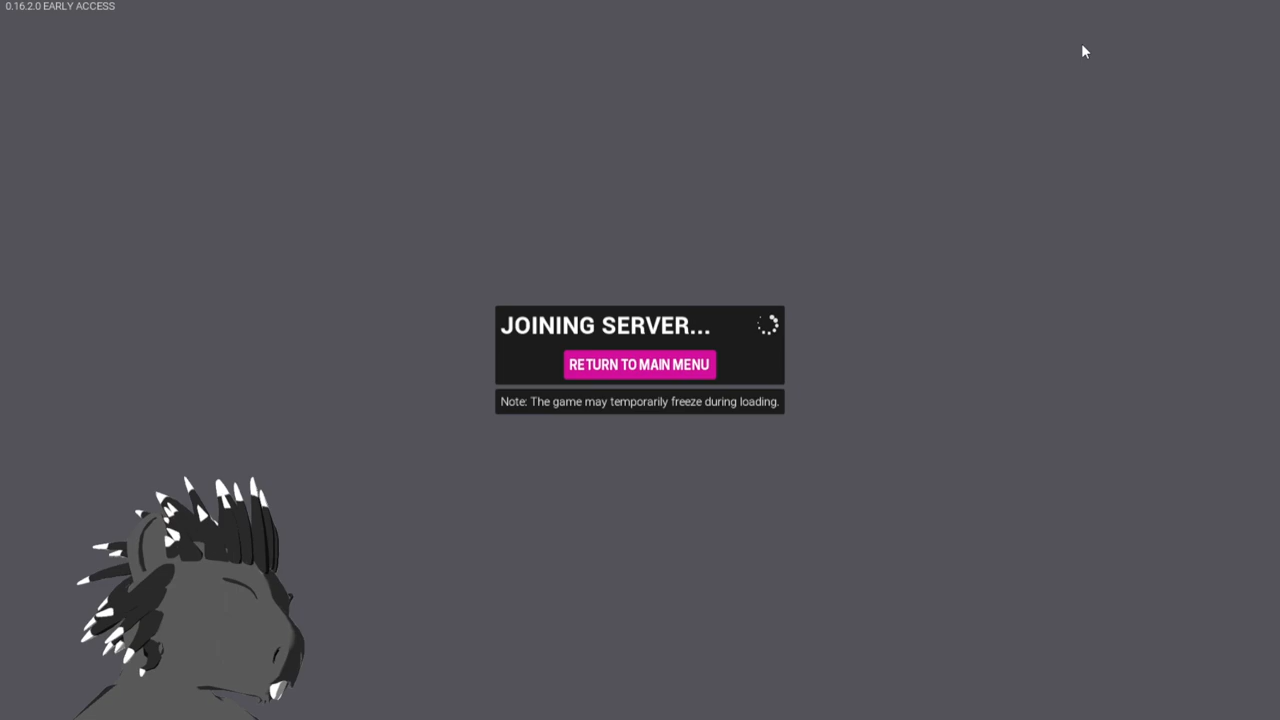 0.16.2.0 EARLY ACCESS
JOINING SERVER...
RETURN TO MAIN MENU
Note: The game may temporarily freeze during loading.